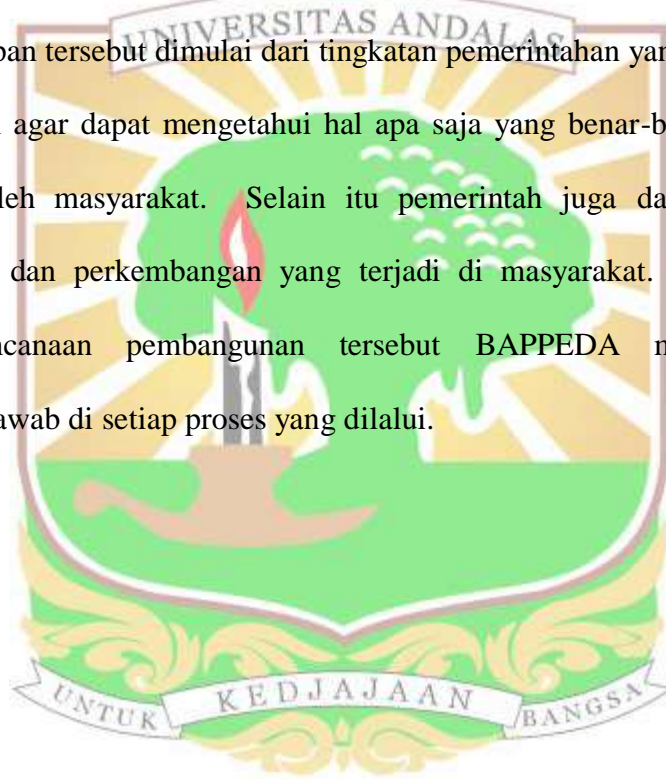 UNIVERSITAS ANDALAS
pan tersebut dimulai dari tingkatan pemerintahan yan
agar dapat mengetahui hal apa saja yang benar-b
leh masyarakat. Selain itu pemerintah juga da
dan perkembangan yang terjadi di masyarakat.
ncanaan pembangunan tersebut BAPPEDA m
awab di setiap proses yang dilalui.
UNTUK KEDJAJAAN BANGSA